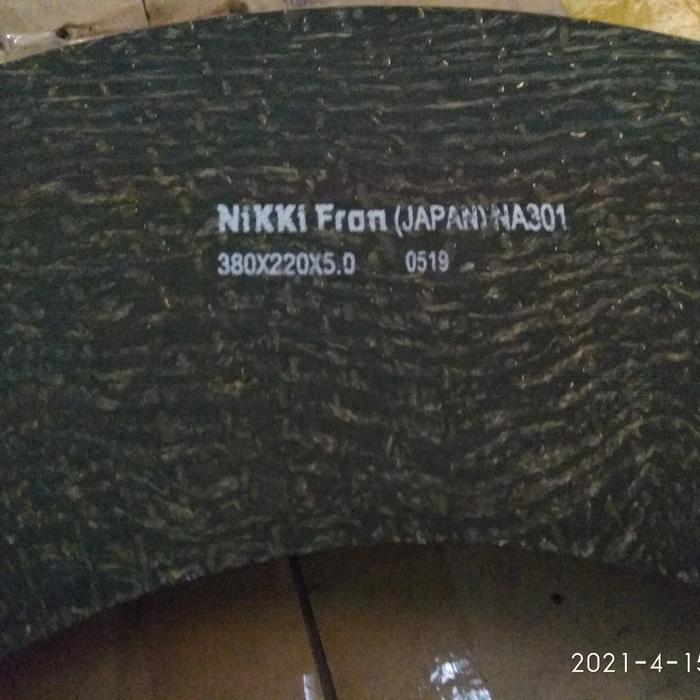 NiKKi Fron (JAPAN) NA301
380X220X5.0 0519
2021-4-15